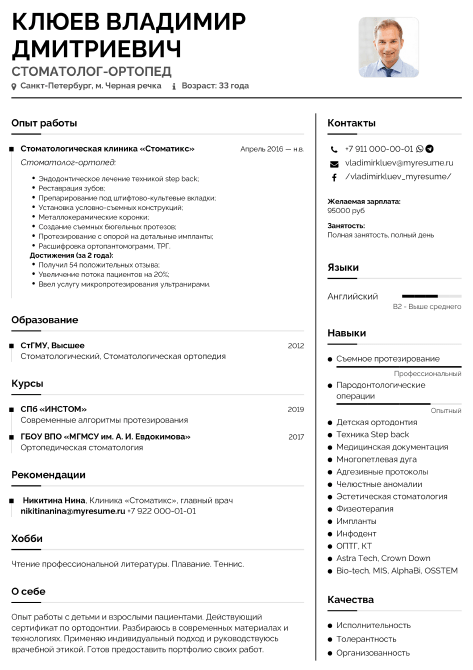 КЛЮЕВ ВЛАДИМИР
ДМИТРИЕВИЧ
СТОМАТОЛОГ-ОРТОПЕД
Санкт-Петербург, м. Черная речка Возраст: 33 года
Опыт работы
Стоматологическая клиника «Стоматикс» Апрель 2016 — н.в.
Стоматолог-ортопед:
Эндодонтическое лечение техникой step back;
Реставрация зубов;
Препарирование под штифтово-культевые вкладки;
Установка условно-съемных конструкций;
Металлокерамические коронки;
Создание съемных бюгельных протезов;
Протезирование с опорой на детальные импланты;
Расшифровка ортопантомограмм, ТРГ.
Достижения (за 2 года):
Получил 54 положительных отзыва;
Увеличение потока пациентов на 20%;
Ввел услугу микропротезирования ультранирами.
Образование
СтГМУ, Высшее 2012
Стоматологический, Стоматологическая ортопедия
Курсы
СПб «ИНСТОМ» 2019
Современные алгоритмы протезирования
ГБОУ ВПО «МГМСУ им. А. И. Евдокимова» 2017
Ортопедическая стоматология
Рекомендации
Никитина Нина, Клиника «Стоматикс», главный врач
nikitinanina@myresume.ru +7 922 000-01-01
Хобби
Чтение профессиональной литературы. Плавание. Теннис.
О себе
Опыт работы с детьми и взрослыми пациентами. Действующий
сертификат по ортодонтии. Разбираюсь в современных материалах и
технологиях. Применяю индивидуальный подход и руководствуюсь
врачебной этикой. Готов предоставить портфолио своих работ.
Контакты
+7 911 000-00-01
vladimirkluev@myresume.ru
/vladimirkluev_myresume/
Желаемая зарплата:
95000 руб
Занятость:
Полная занятость, полный день
Языки
Английский
B2 - Выше среднего
Навыки
Съемное протезирование
Профессиональный
Пародонтологические
операции
Опытный
Детская ортодонтия
Техника Step back
Медицинская документация
Многопетлевая дуга
Адгезивные протоколы
Челюстные аномалии
Эстетическая стоматология
Физеотерапия
Импланты
Инфодент
ОПТГ, КТ
Astra Tech, Crown Down
Bio-tech, MIS, AlphaBi, OSSTEM
Качества
Исполнительность
Толерантность
Организованность